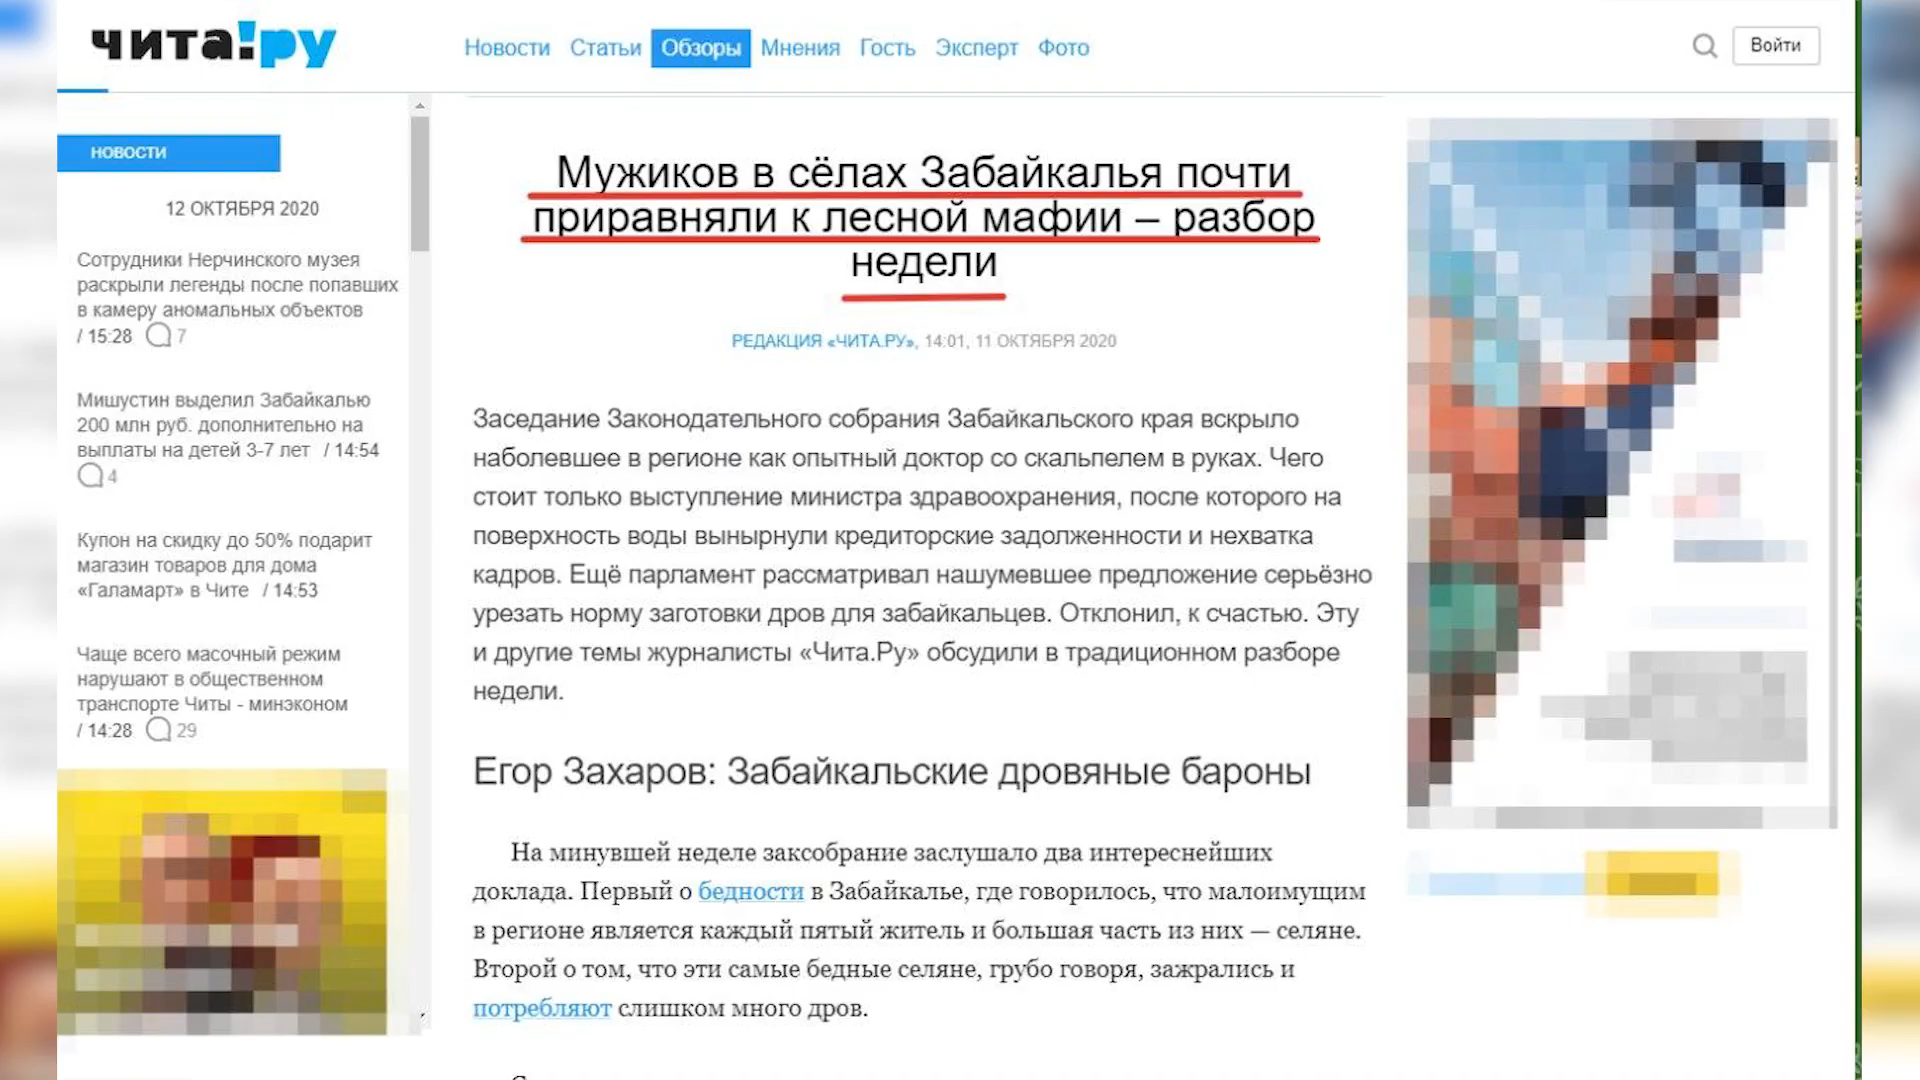 чита!ру
Новости Статьи Обзоры Мнения Гость Эксперт Фото
Войти
НОВОСТИ
12 ОКТЯБРЯ 2020
Сотрудники Нерчинского музея
раскрыли легенды после попавших
в камеру аномальных объектов
/ 15:28 7
Мишустин выделил Забайкалью
200 млн руб. дополнительно на
выплаты на детей 3-7 лет / 14:54
4
Купон на скидку до 50% подарит
магазин товаров для дома
«Галамарт» в Чите / 14:53
Чаще всего масочный режим
нарушают в общественном
транспорте Читы - минэконом
/ 14:28 29
Мужиков в сёлах Забайкалья почти
приравняли к лесной мафии – разбор
недели
РЕДАКЦИЯ «ЧИТА.РУ», 14:01, 11 ОКТЯБРЯ 2020
Заседание Законодательного собрания Забайкальского края вскрыло
наболевшее в регионе как опытный доктор со скальпелем в руках. Чего
стоит только выступление министра здравоохранения, после которого на
поверхность воды вынырнули кредиторские задолженности и нехватка
кадров. Ещё парламент рассматривал нашумевшее предложение серьёзно
урезать норму заготовки дров для забайкальцев. Отклонил, к счастью. Эту
и другие темы журналисты «Чита.Ру» обсудили в традиционном разборе
недели.
Егор Захаров: Забайкальские дровяные бароны
На минувшей неделе заксобрание заслушало два интереснейших
доклада. Первый о бедности в Забайкалье, где говорилось, что малоимущим
в регионе является каждый пятый житель и большая часть из них — селяне.
Второй о том, что эти самые бедные селяне, грубо говоря, зажрались и
потребляют слишком много дров.